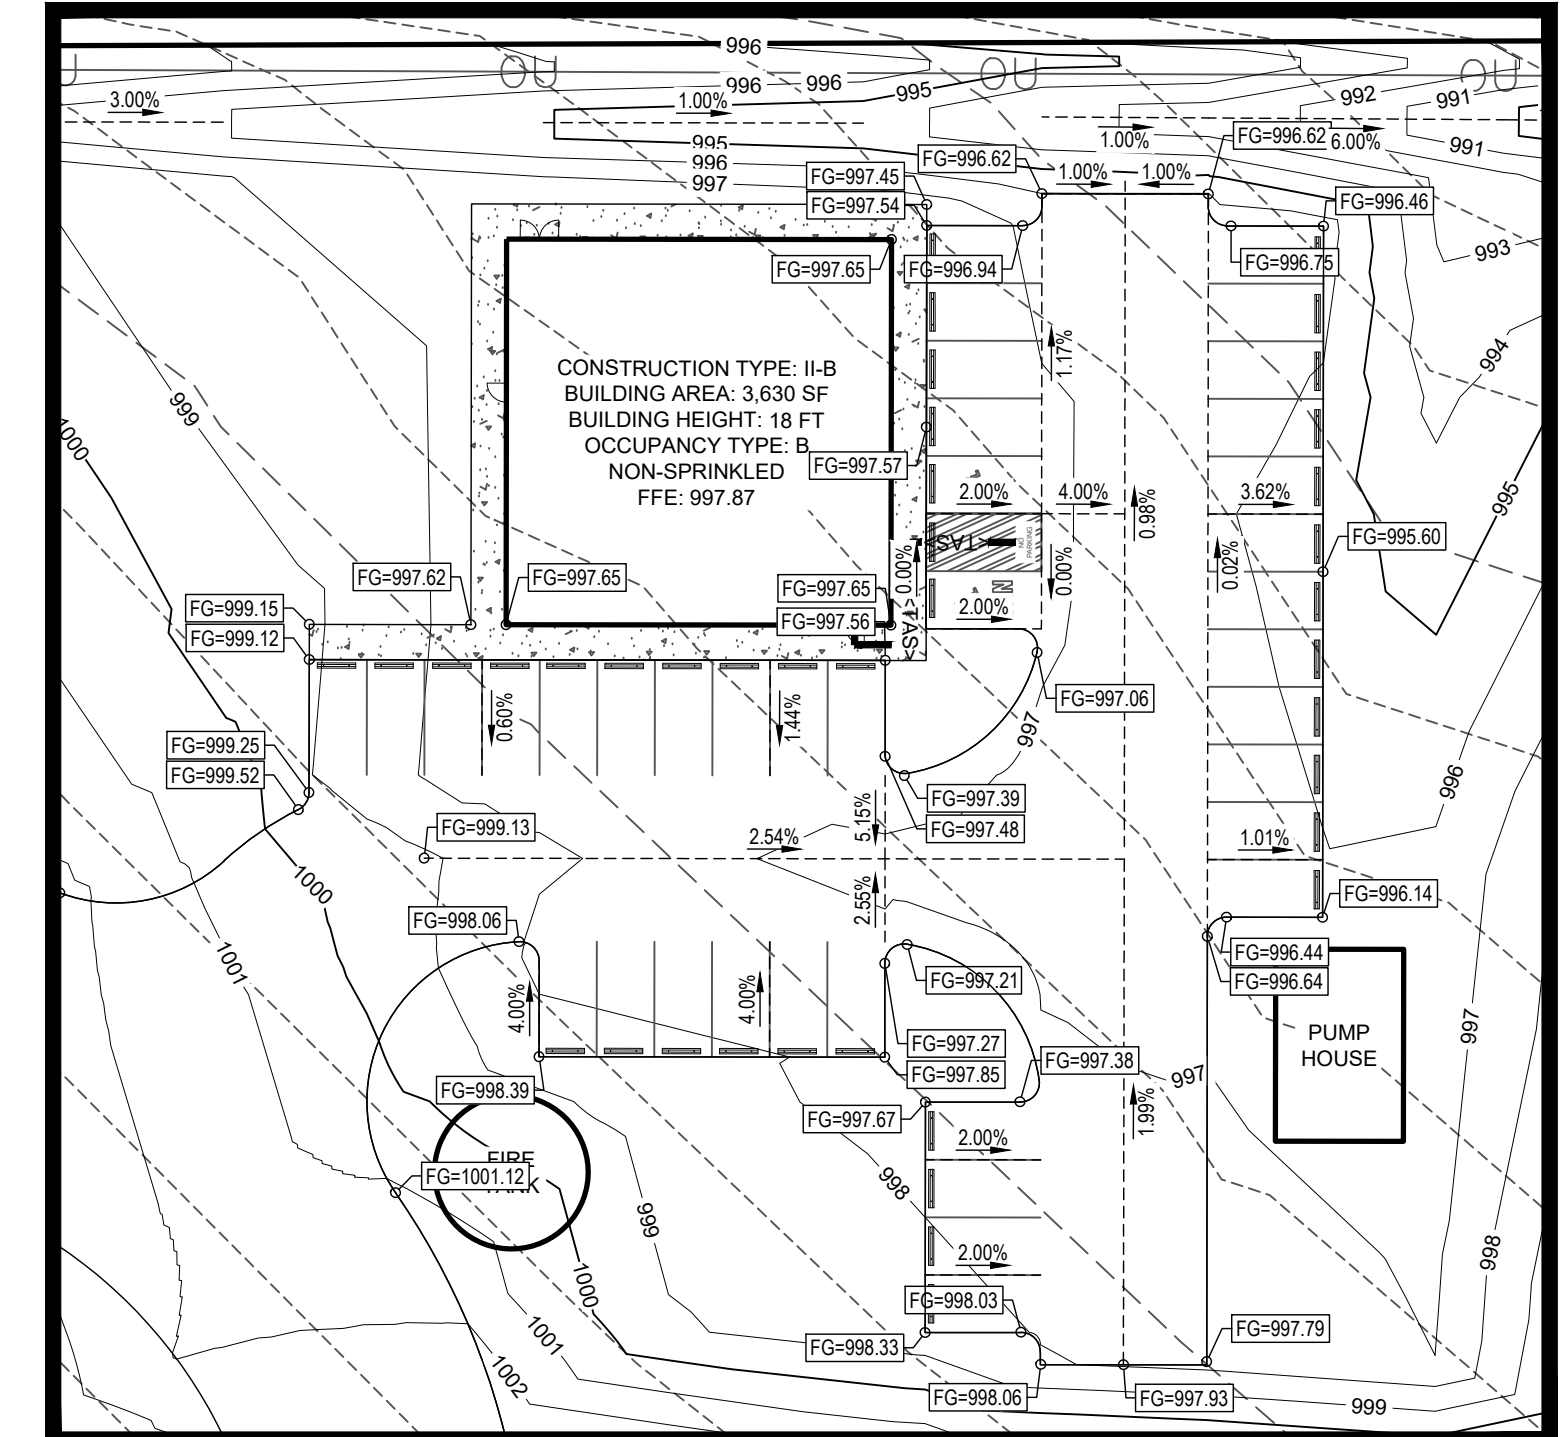 996
OU
OU
996
996
995
992
991
3.00%
1.00%
1.00%
FG=996.62
6.00%
991
995
996
997
FG=996.62
FG=997.45
1.00%
1.00%
FG=997.54
FG=996.46
FG=997.65
FG=996.94
FG=996.75
993
1.17%
994
CONSTRUCTION TYPE: II-B
BUILDING AREA: 3,630 SF
BUILDING HEIGHT: 18 FT
OCCUPANCY TYPE: B
NON-SPRINKLED
FFE: 997.87
999
1000
FG=997.57
2.00%
4.00%
0.98%
3.62%
995
<TAS>
NO
PARKING
FG=995.60
0.00%
0.00%
0.02%
FG=997.62
FG=997.65
FG=997.65
2.00%
FG=999.15
FG=999.12
FG=997.56
<TAS>
FG=997.06
0.60%
1.44%
997
FG=999.25
FG=999.52
996
FG=997.39
FG=997.48
FG=999.13
5.15%
2.54%
1.01%
1000
2.55%
FG=996.14
FG=998.06
1001
FG=996.44
FG=996.64
FG=997.21
4.00%
4.00%
997
PUMP
HOUSE
FG=997.27
FG=997.38
FG=997.85
997
FG=998.39
1.99%
FG=997.67
2.00%
FIRE
TANK
FG=1001.12
998
999
998
2.00%
1000
FG=998.03
1001
FG=997.79
FG=998.33
1002
FG=998.06
FG=997.93
999